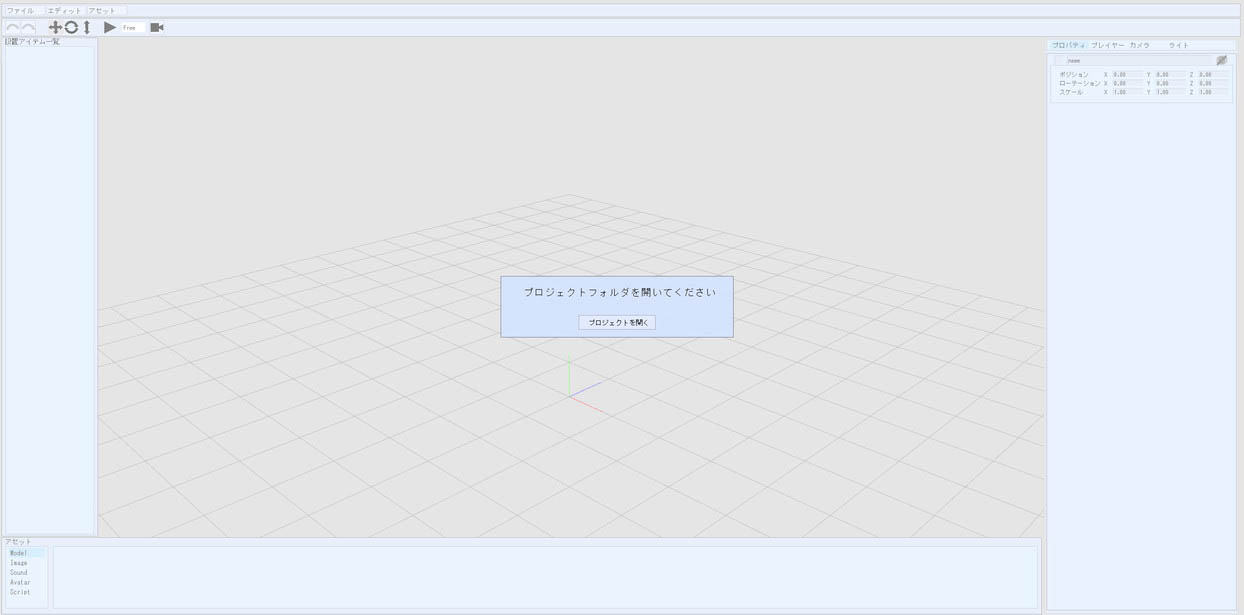 ファイル エディット アセット
Free
設置アイテム一覧
プロパティ プレイヤー カメラ ライト
name
ポジション X 0.00 Y 0.00 Z 0.00
ローテーション X 0.00 Y 0.00 Z 0.00
スケール X 1.00 Y 1.00 Z 1.00
プロジェクトフォルダを開いてください
プロジェクトを開く
アセット
Model
Image
Sound
Avatar
Script